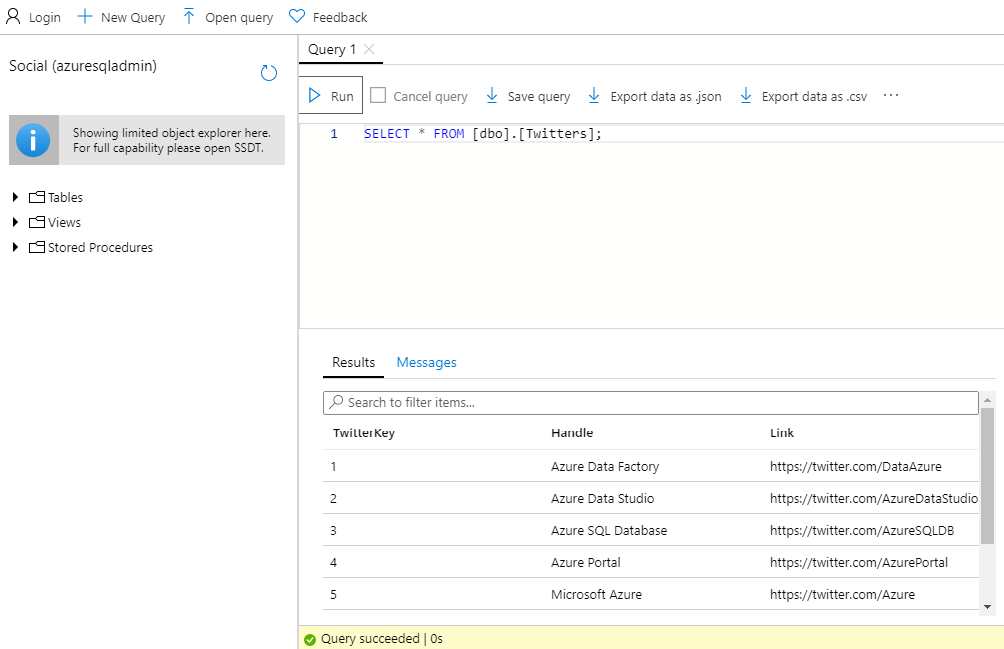 Login New Query Open query Feedback
Social (azuresqladmin)
Showing limited object explorer here.
For full capability please open SSDT.
Tables
Views
Stored Procedures
Query 1
Run Cancel query Save query Export data as .json Export data as .csv ...
1 SELECT * FROM [dbo].[Twitters];
Results Messages
Search to filter items...
TwitterKey Handle Link
1 Azure Data Factory https://twitter.com/DataAzure
2 Azure Data Studio https://twitter.com/AzureDataStudio
3 Azure SQL Database https://twitter.com/AzureSQLDB
4 Azure Portal https://twitter.com/AzurePortal
5 Microsoft Azure https://twitter.com/Azure
Query succeeded | 0s